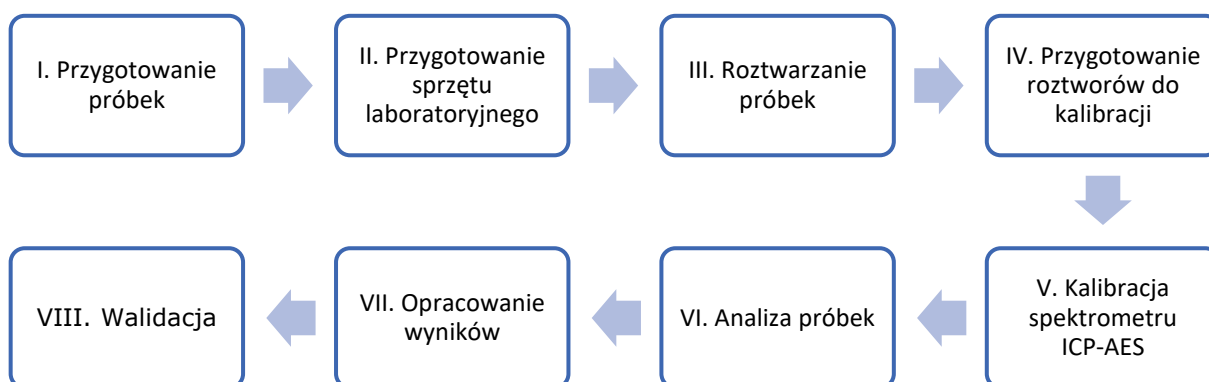 I. Przygotowanie
próbek
II. Przygotowanie
sprzętu
laboratoryjnego
III. Roztwarzanie
próbek
IV. Przygotowanie
roztworów do
kalibracji
V. Kalibracja
spektrometru
ICP-AES
VI. Analiza próbek
VII. Opracowanie
wyników
VIII. Walidacja